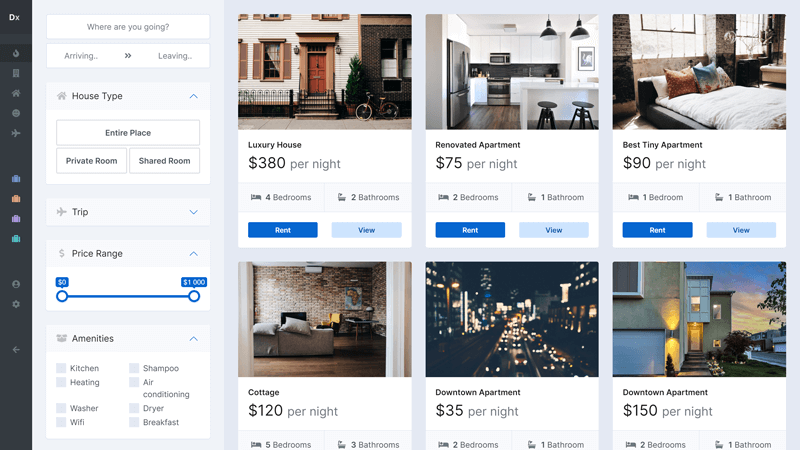 Dx
Where are you going?
Arriving..
Leaving..
House Type
Entire Place
Private Room
Shared Room
Trip
Price Range
$0
$1 000
Amenities
Kitchen
Shampoo
Heating
Air
conditioning
Washer
Dryer
Wifi
Breakfast
Luxury House
$380 per night
4 Bedrooms
2 Bathrooms
Rent
View
Renovated Apartment
$75 per night
2 Bedrooms
1 Bathroom
Rent
View
Best Tiny Apartment
$90 per night
1 Bedroom
1 Bathroom
Rent
View
Cottage
$120 per night
5 Bedrooms
3 Bathrooms
Downtown Apartment
$35 per night
2 Bedrooms
1 Bathroom
Downtown Apartment
$150 per night
2 Bedrooms
1 Bathroom